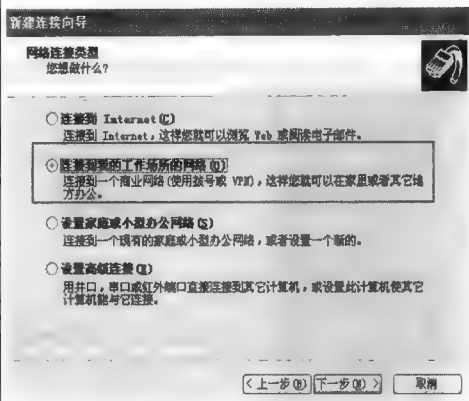 新建连接向导
网络连接类型
您想做什么？
连接到 Internet(C)
连接到 Internet，这样您就可以浏览 Web 或阅读电子邮件。
连接到我的工作场所的网络(O)
连接到一个商业网络(使用拨号或 VPN)，这样您就可以在家里或者其它地
方办公。
设置家庭或小型办公网络(S)
连接到一个现有的家庭或小型办公网络，或者设置一个新的。
设置高级连接(E)
用并口，串口或红外端口直接连接到其它计算机，或设置此计算机使其它
计算机能与它连接。
< 上一步(B) 下一步(N) > 取消